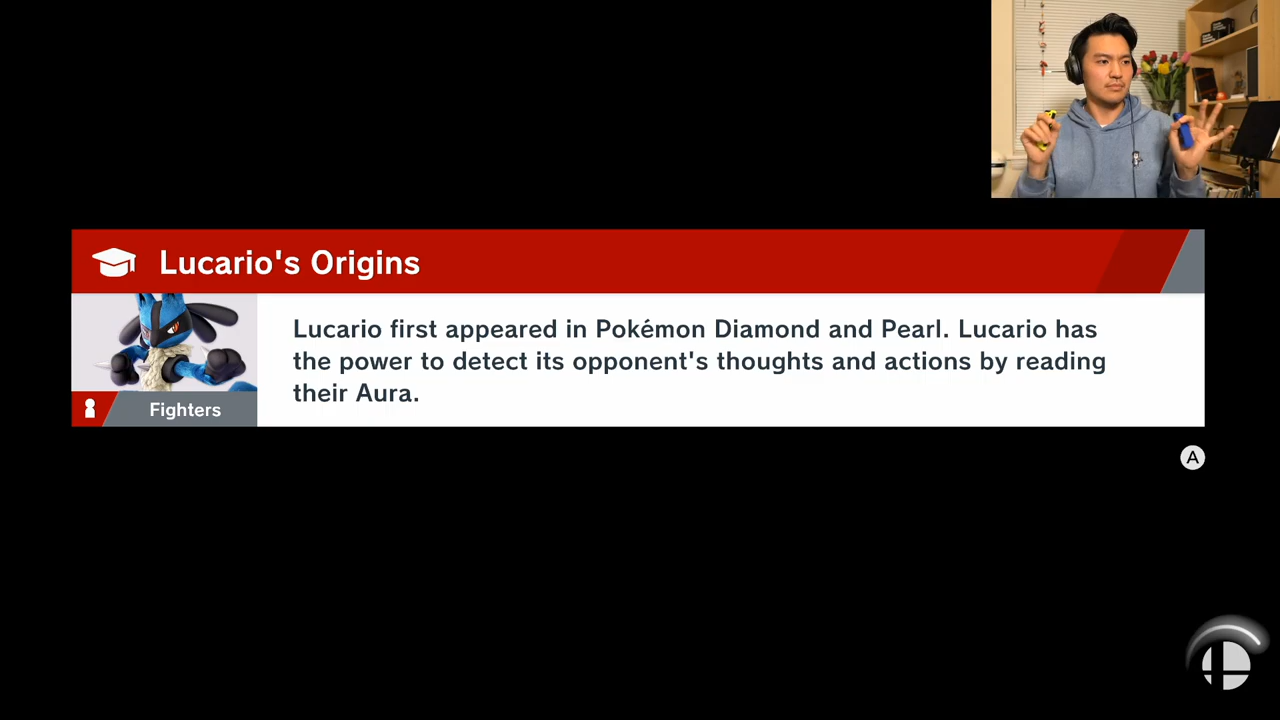 Lucario's Origins
Lucario first appeared in Pokémon Diamond and Pearl. Lucario has
the power to detect its opponent's thoughts and actions by reading
their Aura.
Fighters
A